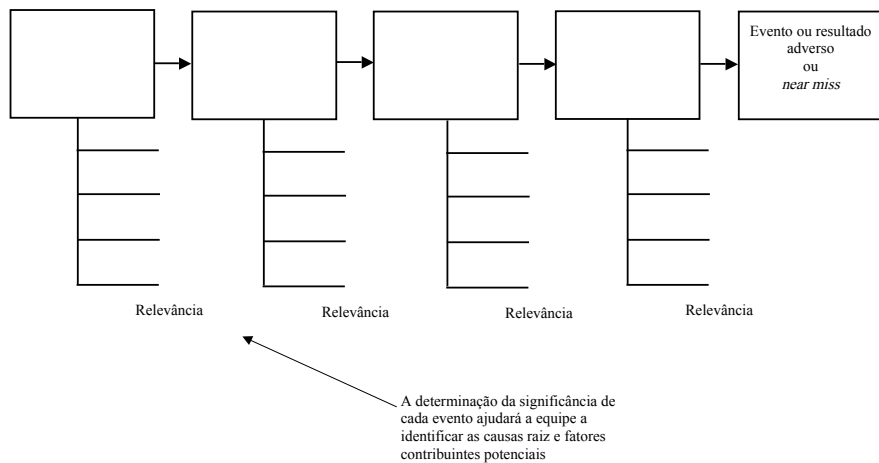 Evento ou resultado
adverso
ou
near miss
Relevância
Relevância
Relevância
Relevância
A determinação da significância de
cada evento ajudará a equipe a
identificar as causas raiz e fatores
contribuintes potenciais